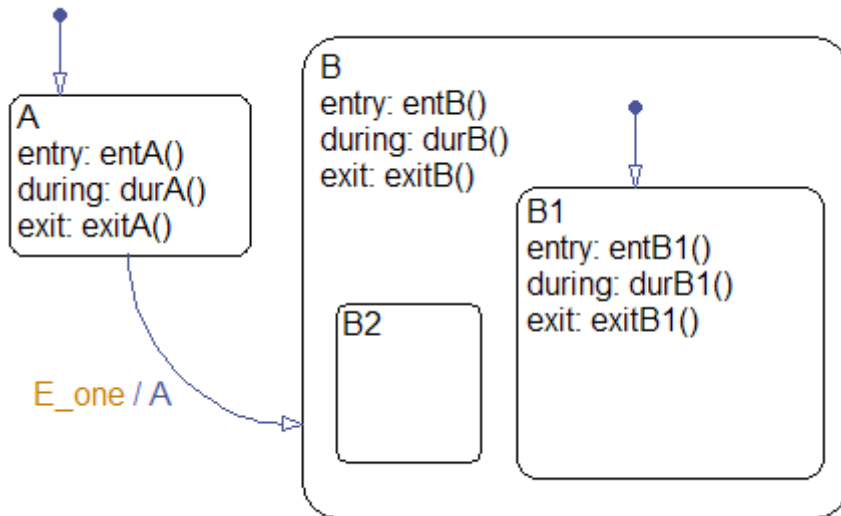 A
entry: entA()
during: durA()
exit: exitA()
E_one / A
B
entry: entB()
during: durB()
exit: exitB()
B2
B1
entry: entB1()
during: durB1()
exit: exitB1()